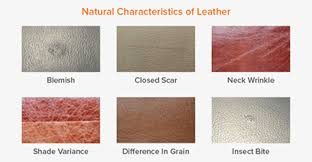 Natural Characteristics of Leather
Blemish
Closed Scar
Neck Wrinkle
Shade Variance
Difference In Grain
Insect Bite